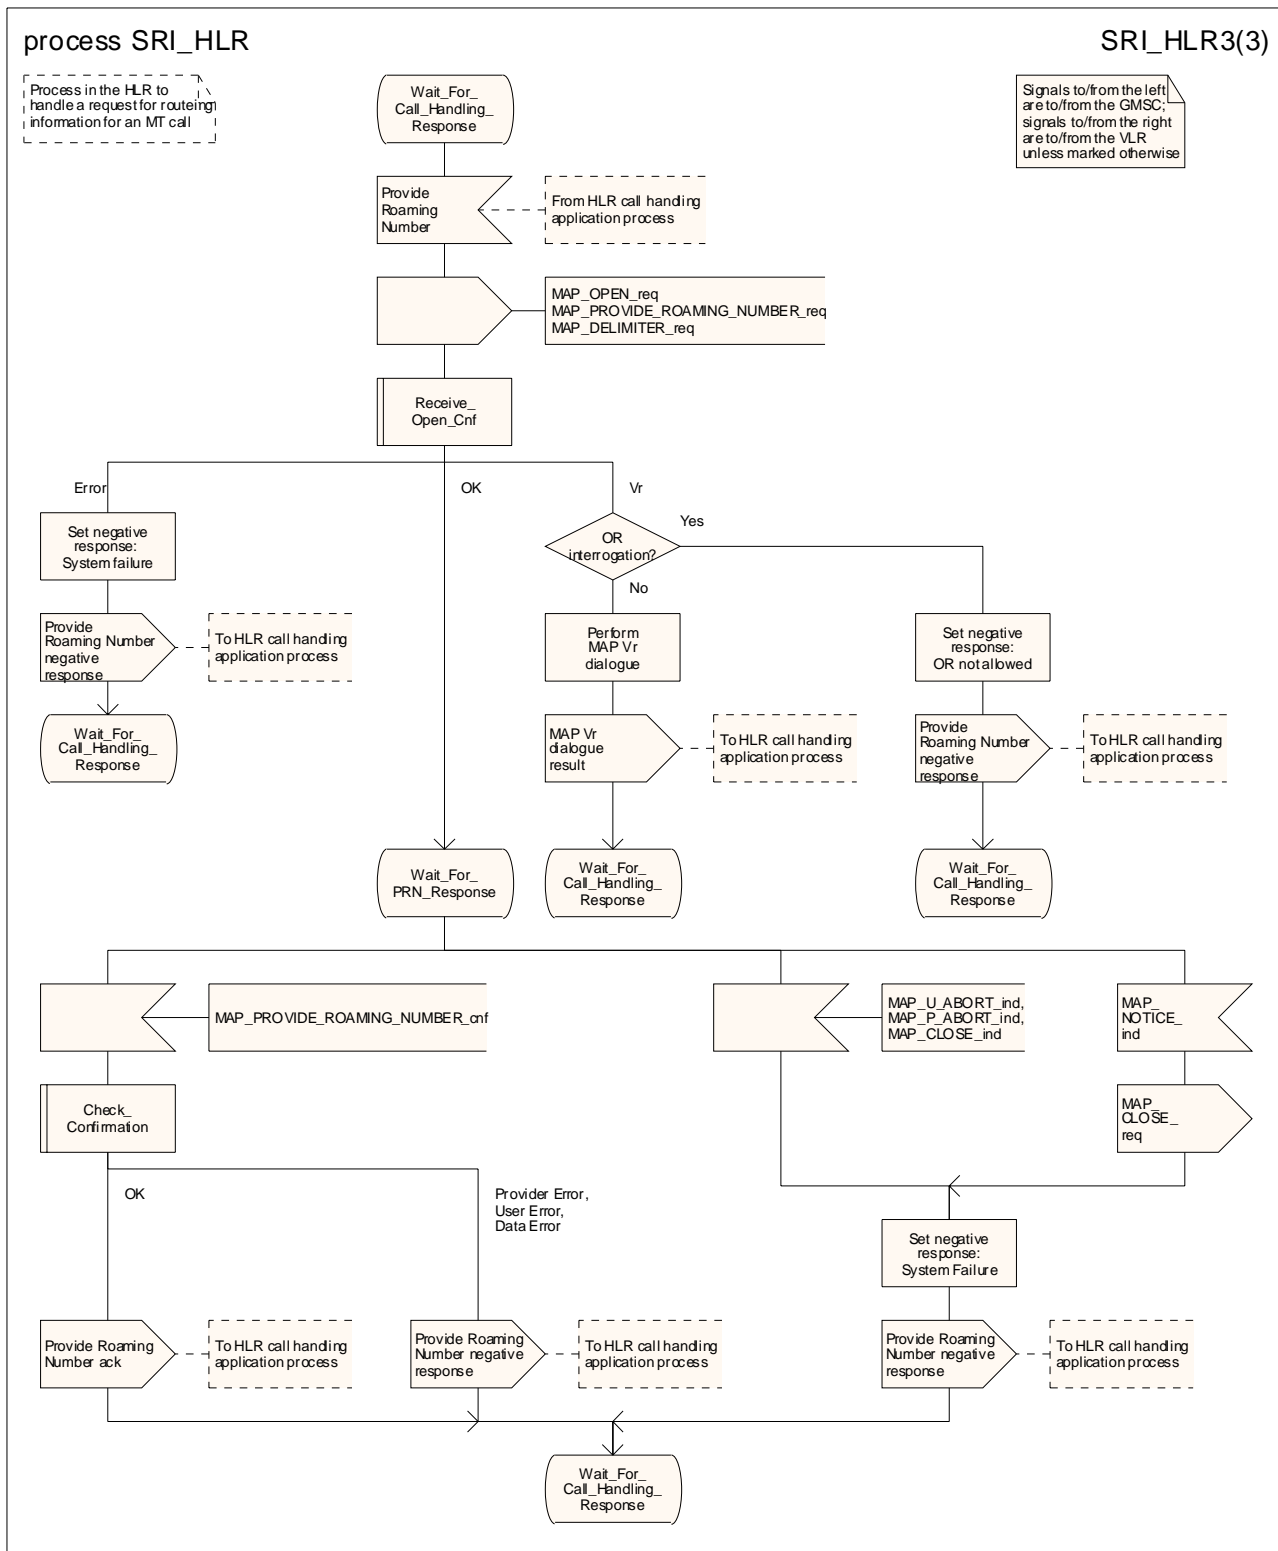 process SRI_HLR
SRI_HLR3(3)
Process in the HLR to
handle a request for routeing
information for an MT call
Wait_For_
Call_Handling_
Response
Signals to/from the left
are to/from the GMSC;
signals to/from the right
are to/from the VLR
unless marked otherwise
Provide
Roaming
Number
From HLR call handling
application process
MAP_OPEN_req
MAP_PROVIDE_ROAMING_NUMBER_req
MAP_DELIMITER_req
Receive_
Open_Cnf
Error
OK
Vr
Set negative
response:
System failure
OR
interrogation?
Yes
No
Provide
Roaming Number
negative
response
To HLR call handling
application process
Perform
MAP Vr
dialogue
Set negative
response:
OR not allowed
Wait_For_
Call_Handling_
Response
MAP Vr
dialogue
result
To HLR call handling
application process
Provide
Roaming Number
negative
response
To HLR call handling
application process
Wait_For_
PRN_Response
Wait_For_
Call_Handling_
Response
Wait_For_
Call_Handling_
Response
MAP_PROVIDE_ROAMING_NUMBER_cnf
MAP_U_ABORT_ind,
MAP_P_ABORT_ind,
MAP_CLOSE_ind
MAP_
NOTICE_
ind
Check_
Confirmation
MAP_
CLOSE_
req
OK
Provider Error,
User Error,
Data Error
Set negative
response:
System Failure
Provide Roaming
Number ack
To HLR call handling
application process
Provide Roaming
Number negative
response
To HLR call handling
application process
Provide Roaming
Number negative
response
To HLR call handling
application process
Wait_For_
Call_Handling_
Response